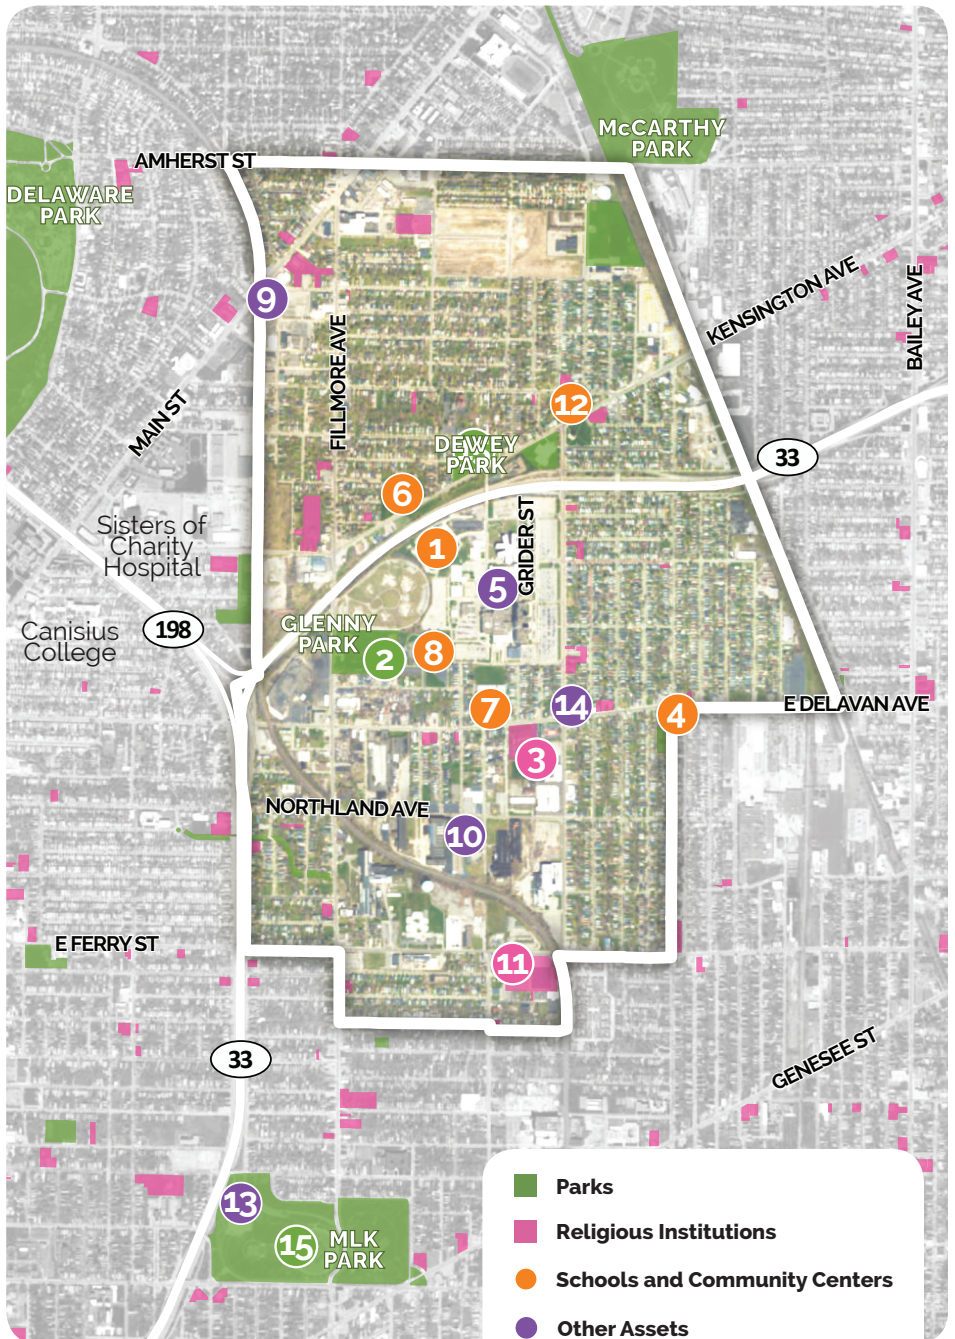 McCARTHY
PARK
AMHERST ST
DELAWARE
PARK
KENSINGTON AVE
BAILEY AVE
9
FILLMORE AVE
MAIN ST
12
DEWEY
PARK
33
6
GRIDER ST
Sisters of
Charity
Hospital
1
5
198
Canisius
College
GLENNY
PARK
2
8
7
14
4
E DELAVAN AVE
3
NORTHLAND AVE
10
E FERRY ST
11
33
GENESEE ST
13
15
MLK
PARK
Parks
Religious Institutions
Schools and Community Centers
Other Assets